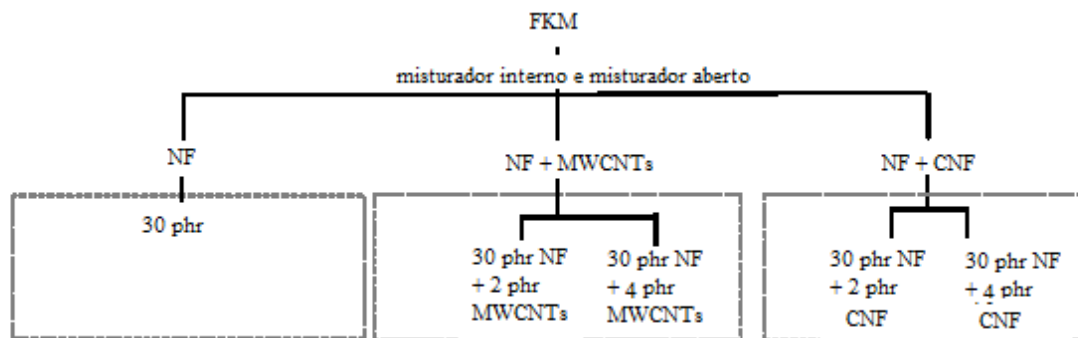 FKM
misturador interno e misturador aberto
NF
NF + MWCNTs
NF + CNF
30 phr
30 phr NF
+ 2 phr
MWCNTs
30 phr NF
+ 4 phr
MWCNTs
30 phr NF
+ 2 phr
CNF
30 phr NF
+ 4 phr
CNF